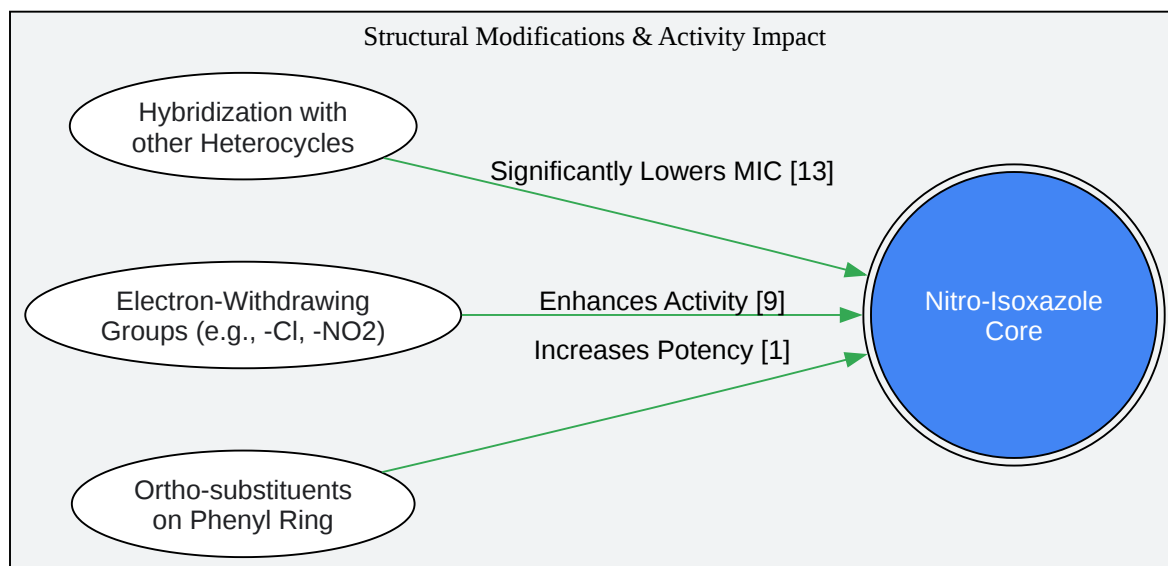 Structural Modifications & Activity Impact
Hybridization with
other Heterocycles
Significantly Lowers MIC [13]
Electron-Withdrawing
Groups (e.g., -Cl, -NO2)
Enhances Activity [9]
Nitro-Isoxazole
Core
Increases Potency [1]
Ortho-substituents
on Phenyl Ring